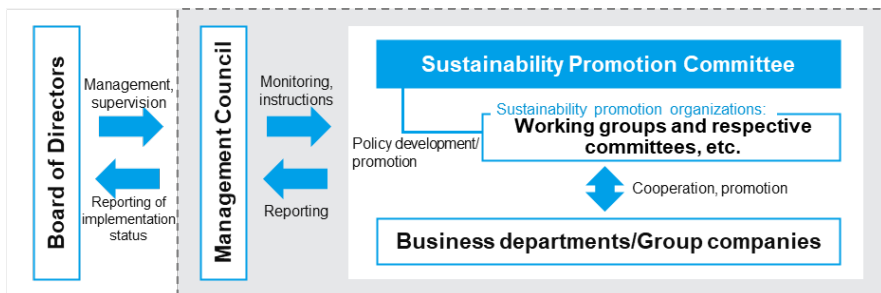 Board of Directors
Management,
supervision
Reporting of
implementation
status
Management Council
Monitoring,
instructions
Reporting
Sustainability Promotion Committee
Policy development/
promotion
Sustainability promotion organizations:
Working groups and respective
committees, etc.
Cooperation, promotion
Business departments/Group companies